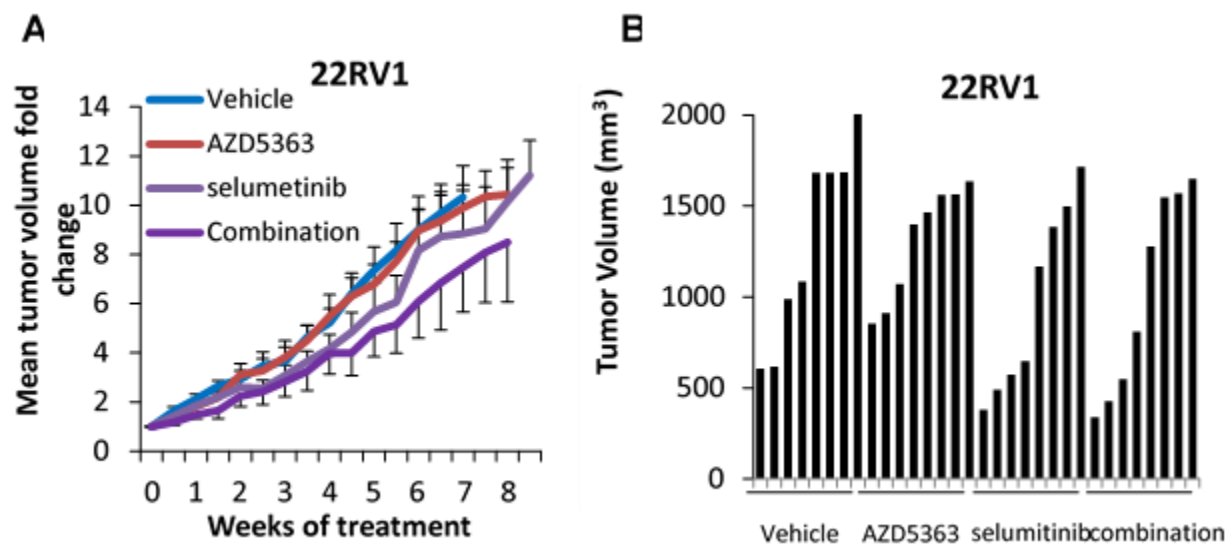 A
22RV1
Mean tumor volume fold
change
14
12
10
8
6
4
2
0
Vehicle
AZD5363
selumetinib
Combination
0 1 2 3 4 5 6 7 8
Weeks of treatment
B
22RV1
Tumor Volume (mm³)
2000
1500
1000
500
0
Vehicle AZD5363 selumitinibcombination